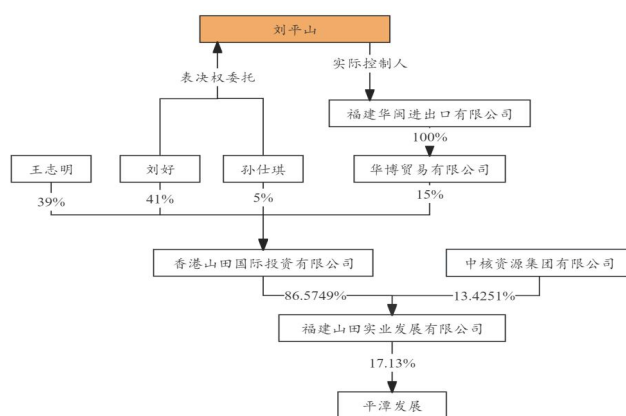 刘平山
表决权委托
实际控制人
福建华闽进出口有限公司
100%
王志明
刘好
孙仕琪
华博贸易有限公司
39%
41%
5%
15%
香港山田国际投资有限公司
中核资源集团有限公司
86.5749%
13.4251%
福建山田实业发展有限公司
17.13%
平潭发展